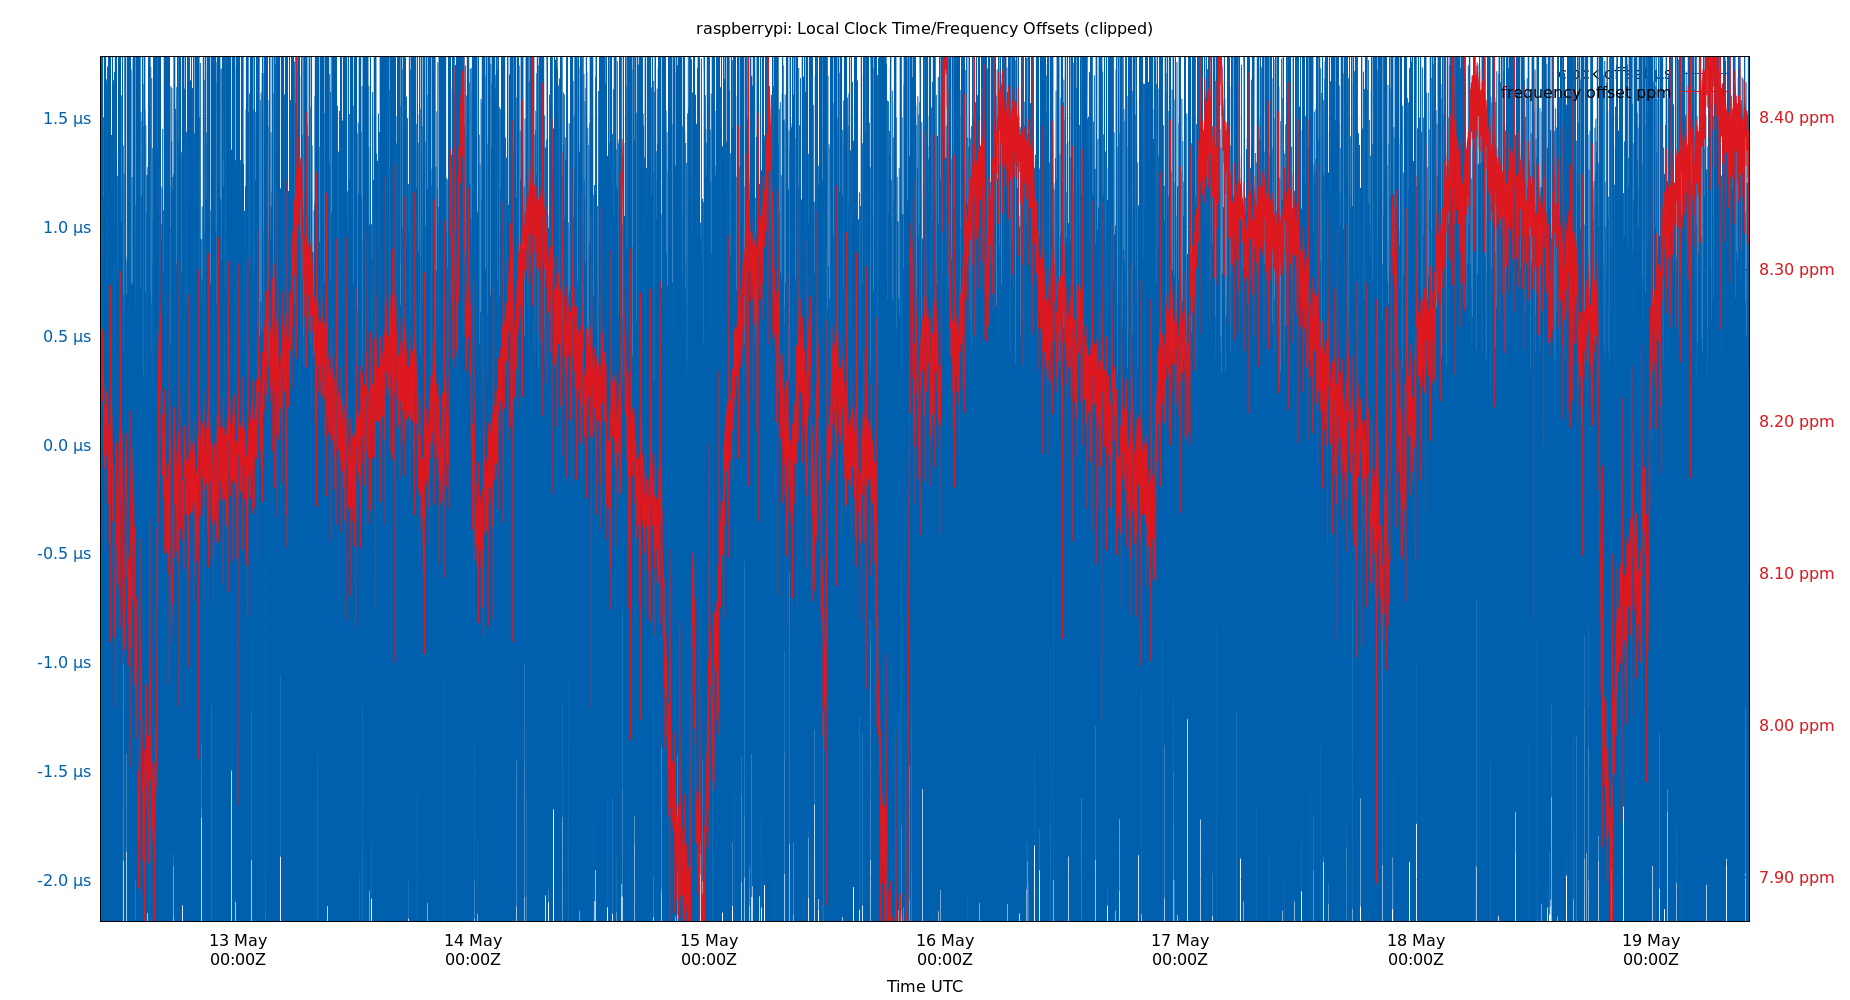 raspberrypi: Local Clock Time/Frequency Offsets (clipped)
clock offset µs
frequency offset ppm
1.5 µs
1.0 µs
0.5 µs
0.0 µs
-0.5 µs
-1.0 µs
-1.5 µs
-2.0 µs
8.40 ppm
8.30 ppm
8.20 ppm
8.10 ppm
8.00 ppm
7.90 ppm
13 May 14 May 15 May 16 May 17 May 18 May 19 May
00:00Z 00:00Z 00:00Z 00:00Z 00:00Z 00:00Z 00:00Z
Time UTC